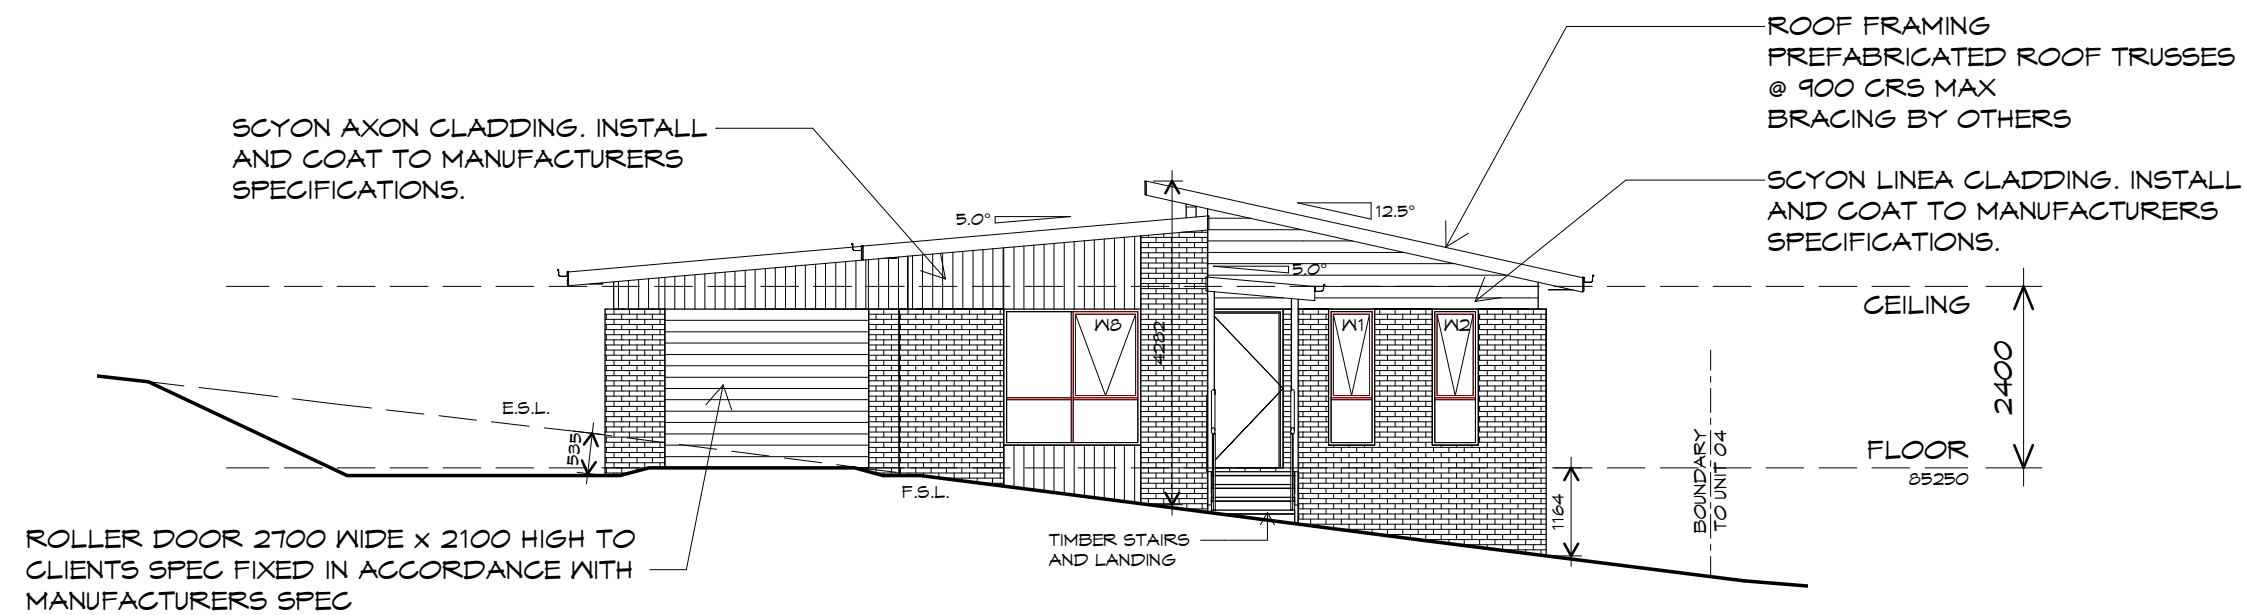 ROOF FRAMING
PREFABRICATED ROOF TRUSSES
@ 900 CRS MAX
BRACING BY OTHERS
SCYON AXON CLADDING. INSTALL
AND COAT TO MANUFACTURERS
SPECIFICATIONS.
SCYON LINEA CLADDING. INSTALL
AND COAT TO MANUFACTURERS
SPECIFICATIONS.
5.0°
12.5°
5.0°
CEILING
W8
W1
W2
4282
2400
E.S.L.
535
FLOOR
85250
F.S.L.
1164
BOUNDARY
TO UNIT 04
TIMBER STAIRS
AND LANDING
ROLLER DOOR 2700 WIDE x 2100 HIGH TO
CLIENTS SPEC FIXED IN ACCORDANCE WITH
MANUFACTURERS SPEC